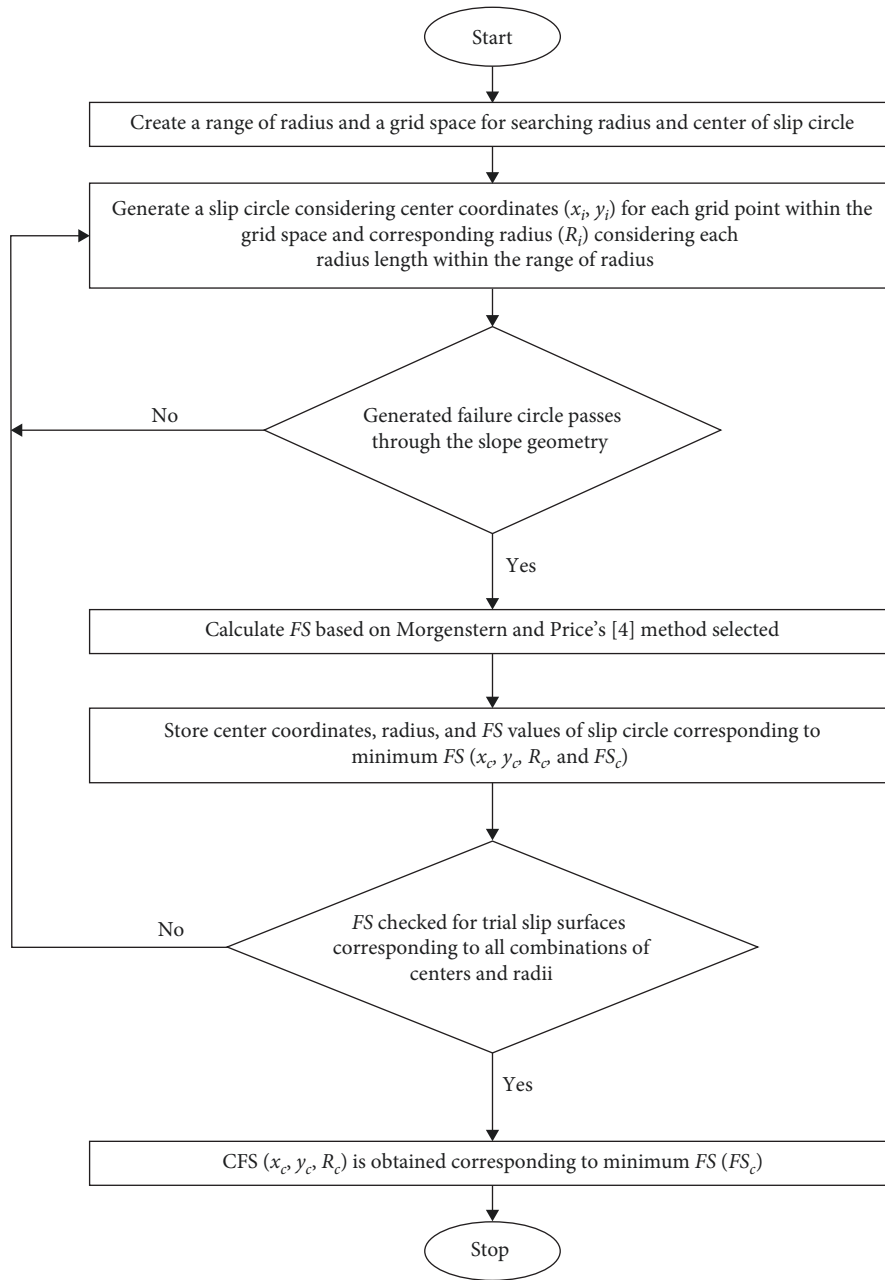 Start
Create a range of radius and a grid space for searching radius and center of slip circle
Generate a slip circle considering center coordinates (xi, yi) for each grid point within the
grid space and corresponding radius (Ri) considering each
radius length within the range of radius
No
Generated failure circle passes
through the slope geometry
Yes
Calculate FS based on Morgenstern and Price's [4] method selected
Store center coordinates, radius, and FS values of slip circle corresponding to
minimum FS (xc, yc, Rc, and FSc)
No
FS checked for trial slip surfaces
corresponding to all combinations of
centers and radii
Yes
CFS (xc, yc, Rc) is obtained corresponding to minimum FS (FSc)
Stop